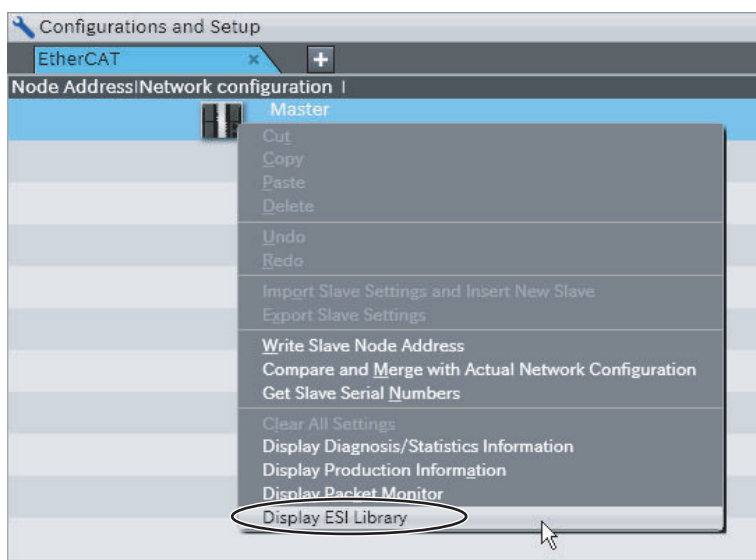 Configurations and Setup
EtherCAT × +
Node Address|Network configuration |
Master
Cut
Copy
Paste
Delete
Undo
Redo
Import Slave Settings and Insert New Slave
Export Slave Settings
Write Slave Node Address
Compare and Merge with Actual Network Configuration
Get Slave Serial Numbers
Clear All Settings
Display Diagnosis/Statistics Information
Display Production Information
Display Packet Monitor
Display ESI Library